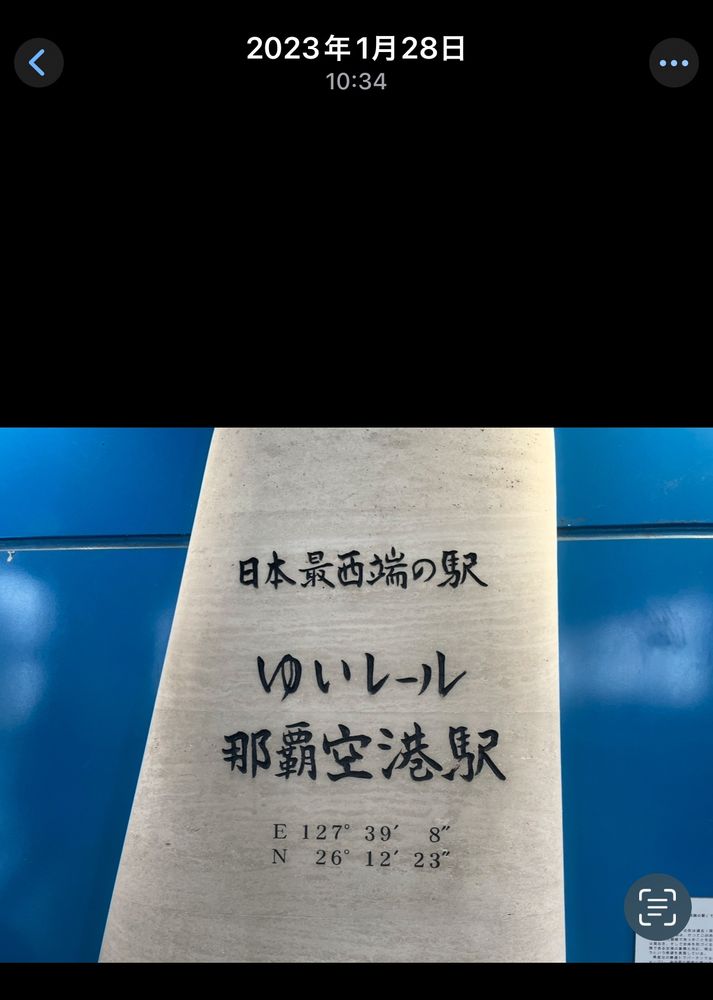 2023年1月28日
10:34
日本最西端の駅
ゆいレール
那覇空港駅
E 127° 39′ 8″
N 26° 12′ 23″